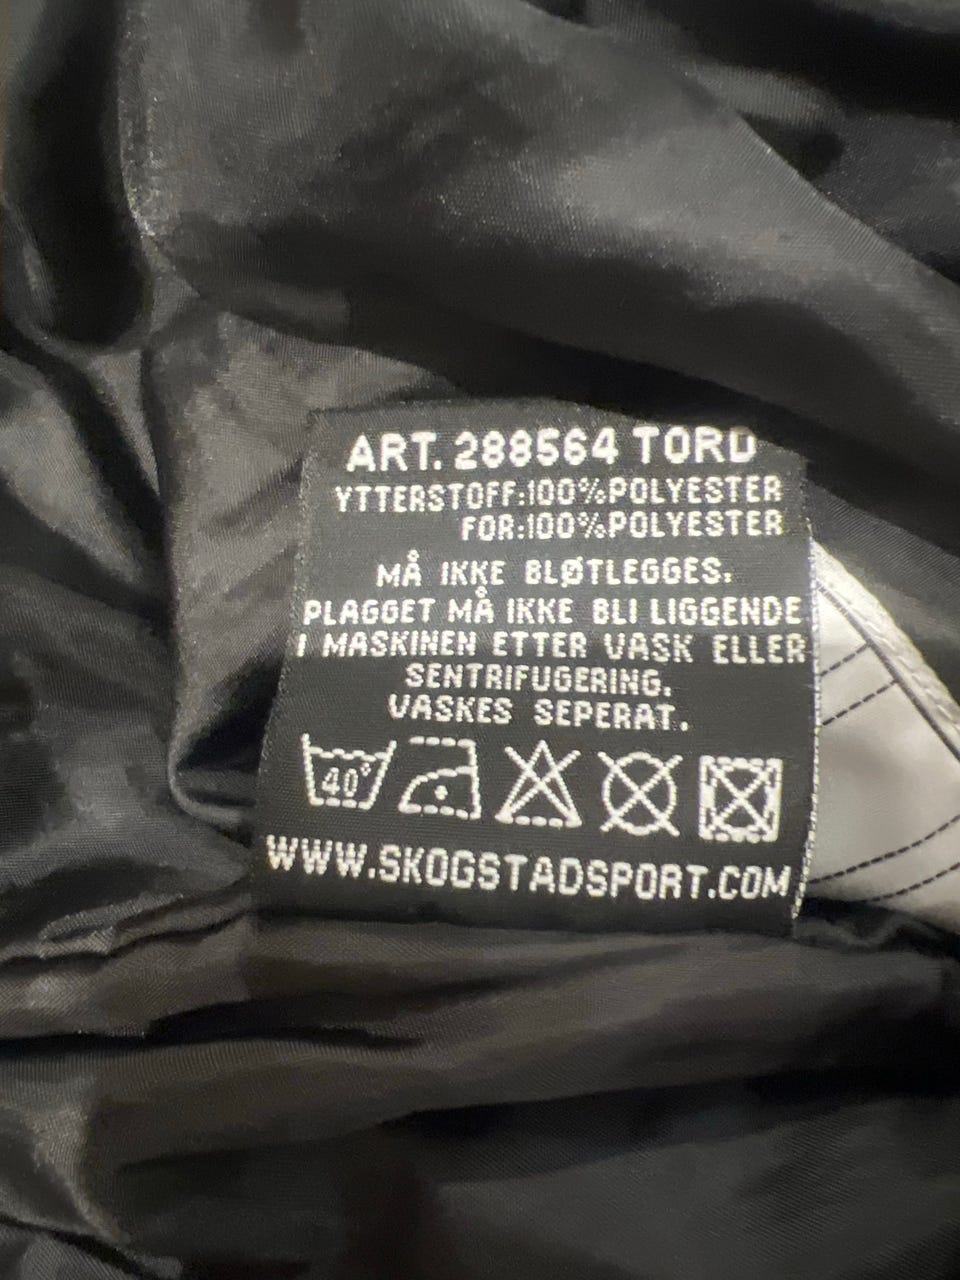 ART. 288564 TORD
YTTERSTOFF:100%POLYESTER
FOR:100%POLYESTER
MÅ IKKE BLØTLEGGES.
PLAGGET MÅ IKKE BLI LIGGENDE
I MASKINEN ETTER VASK ELLER
SENTRIFUGERING.
VASKES SEPERAT.
40°
WWW.SKOGSTADSPORT.COM